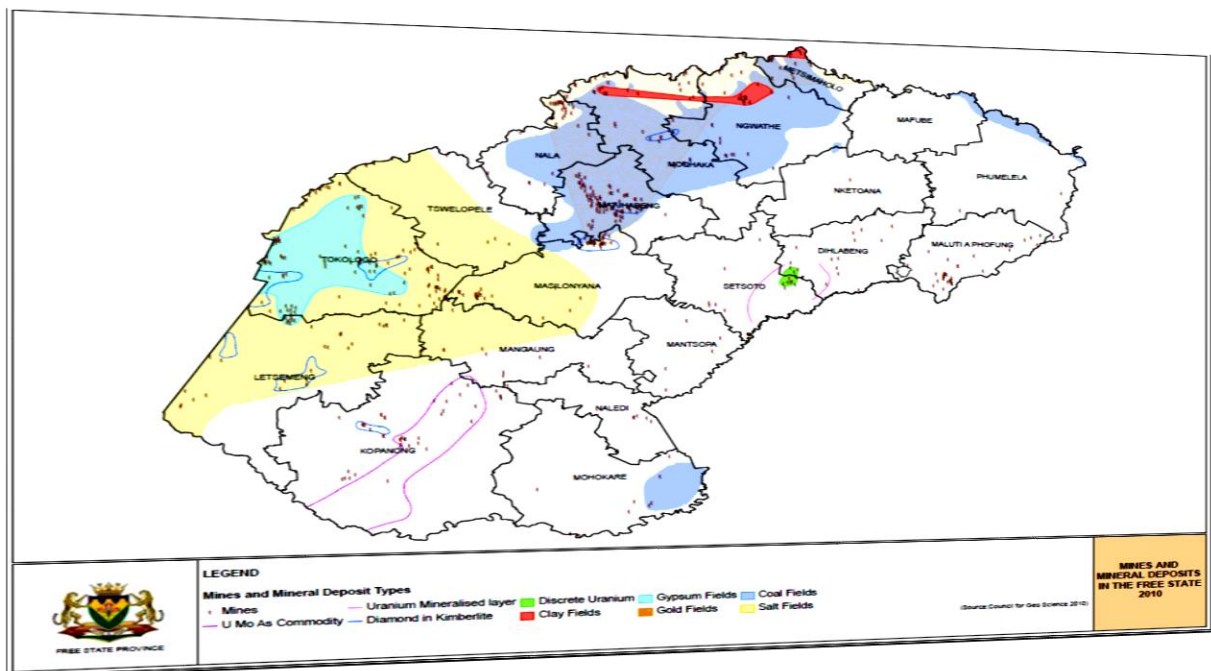 METSIMAHOLO
MAFUBE
NGWATHE
NALA
MOQHAKA
PHUMELELA
NKETOANA
MATJHABENG
TSWELOPELE
DIHLABENG
MALUTI A PHOFUNG
TOKOLOGO
SETSOTO
MASILONYANA
MANTSOPA
MANGAUNG
LETSEMENG
NALEDI
KOPANONG
MOHOKARE
LEGEND
Mines and Mineral Deposit Types
Mines
U Mo As Commodity
Uranium Mineralised layer
Diamond in Kimberlite
Discrete Uranium
Clay Fields
Gypsum Fields
Gold Fields
Coal Fields
Salt Fields
(Source:Council for Geo Science 2010)
MINES AND
MINERAL DEPOSITS
IN THE FREE STATE
2010
FREE STATE PROVINCE